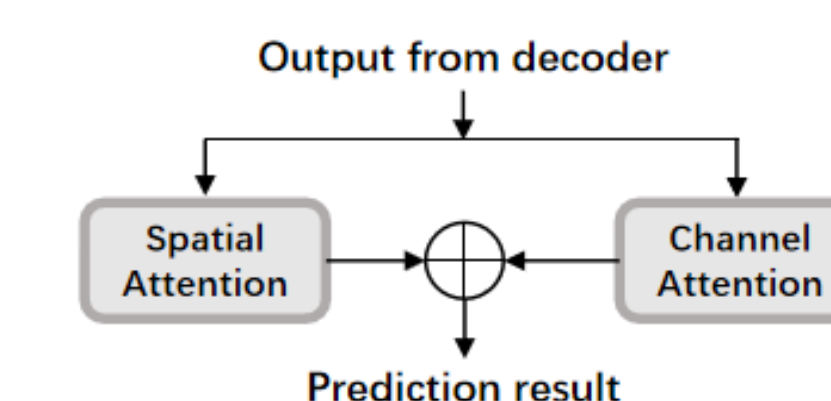 Output from decoder
Spatial
Attention
Channel
Attention
Prediction result